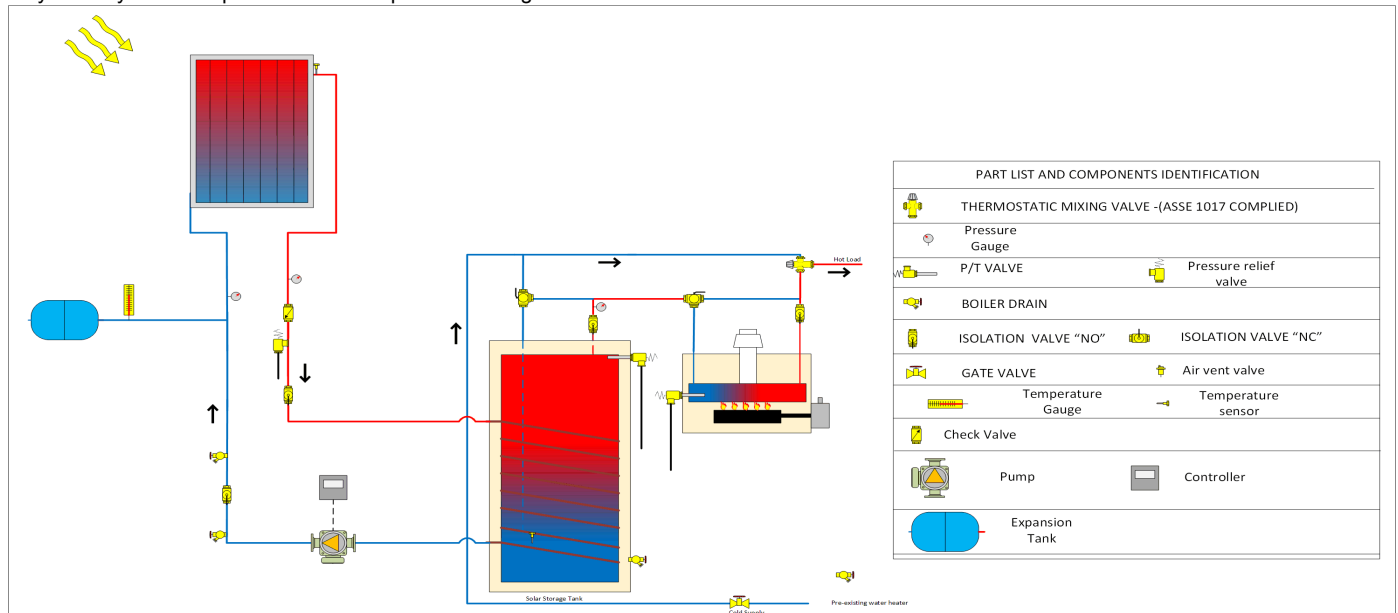 PART LIST AND COMPONENTS IDENTIFICATION
THERMOSTATIC MIXING VALVE -(ASSE 1017 COMPLIED)
Pressure
Gauge
P/T VALVE
Pressure relief
valve
BOILER DRAIN
ISOLATION VALVE “NO”
ISOLATION VALVE “NC”
GATE VALVE
Air vent valve
Temperature
Gauge
Temperature
sensor
Check Valve
Pump
Controller
Expansion
Tank
Hot Load
Solar Storage Tank
Pre-existing water heater
Cold Supply